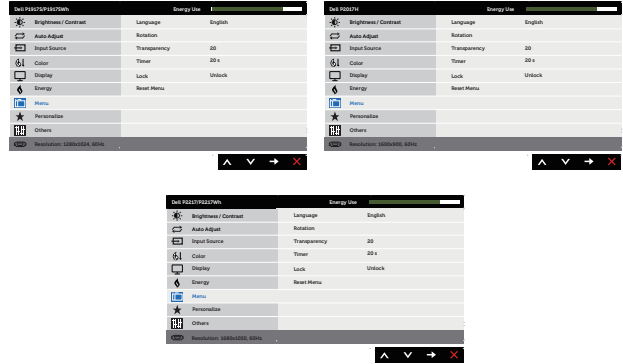 Dell P1917S/P1917SWh Energy Use
Brightness / Contrast Language English
Auto Adjust Rotation
Input Source Transparency 20
Color Timer 20 s
Display Lock Unlock
Energy Reset Menu
Menu
Personalize
Others
Resolution: 1280x1024, 60Hz
Dell P2017H Energy Use
Brightness / Contrast Language English
Auto Adjust Rotation
Input Source Transparency 20
Color Timer 20 s
Display Lock Unlock
Energy Reset Menu
Menu
Personalize
Others
Resolution: 1600x900, 60Hz
Dell P2217/P2217Wh Energy Use
Brightness / Contrast Language English
Auto Adjust Rotation
Input Source Transparency 20
Color Timer 20 s
Display Lock Unlock
Energy Reset Menu
Menu
Personalize
Others
Resolution: 1680x1050, 60Hz